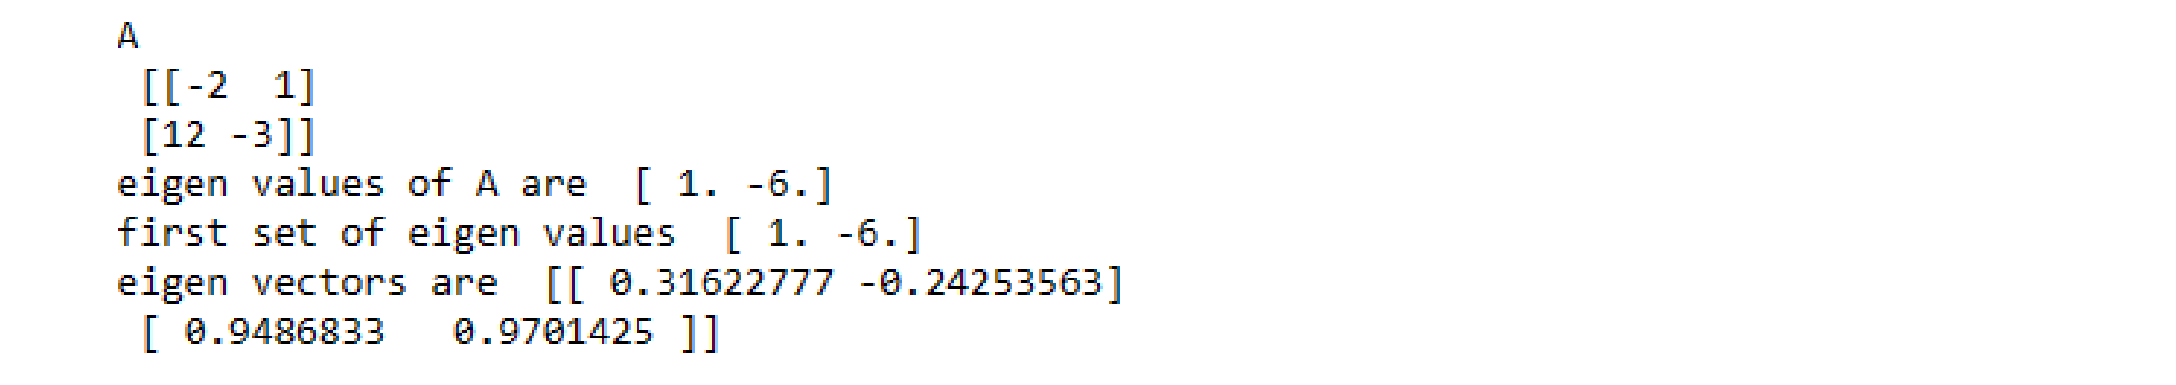 A
 [[-2  1]
 [12 -3]]
eigen values of A are  [ 1. -6.]
first set of eigen values  [ 1. -6.]
eigen vectors are  [[ 0.31622777 -0.24253563]
 [ 0.9486833   0.9701425 ]]